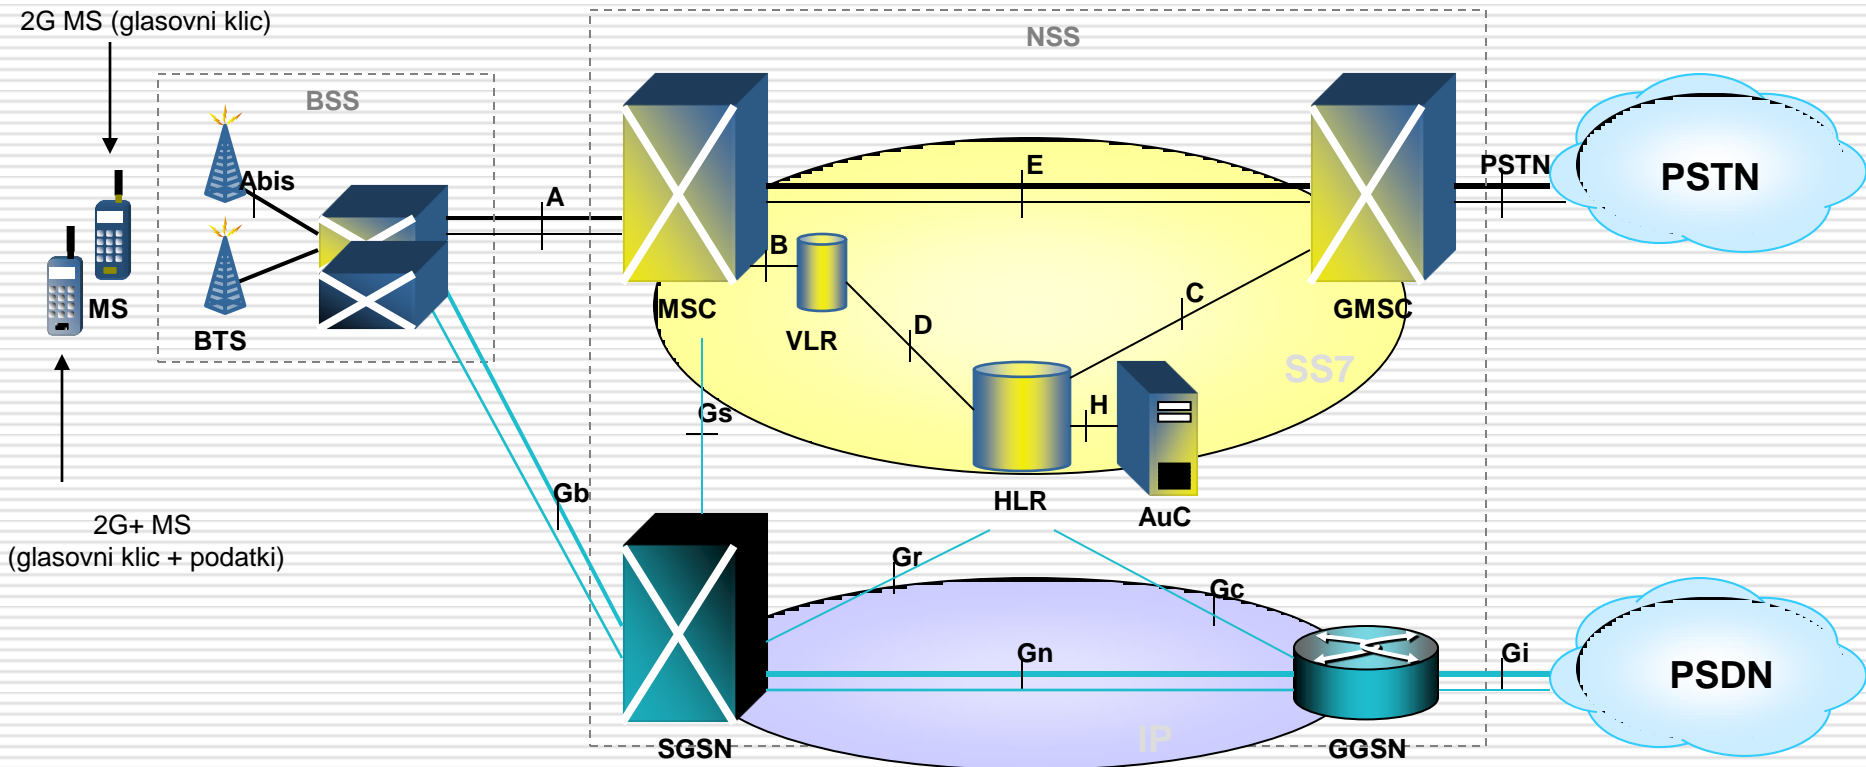 2G MS (glasovni klic)
NSS
BSS
Abis
A
E
PSTN
PSTN
B
MS
BTS
MSC
VLR
D
C
GMSC
SS7
H
Gs
HLR
AuC
Gb
2G+ MS
(glasovni klic + podatki)
Gr
Gc
Gn
Gi
PSDN
SGSN
IP
GGSN